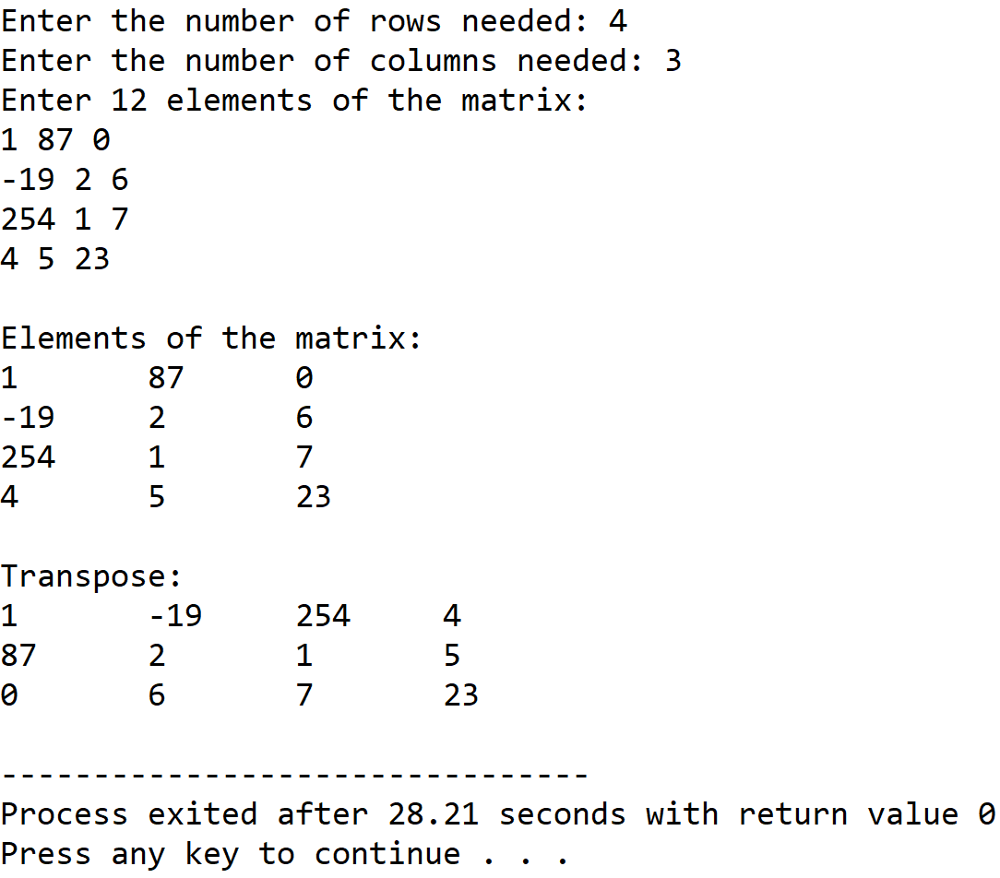 Enter the number of rows needed: 4
Enter the number of columns needed: 3
Enter 12 elements of the matrix:
1 87 0
-19 2 6
254 1 7
4 5 23
Elements of the matrix:
1 87 0
-19 2 6
254 1 7
4 5 23
Transpose:
1 -19 254 4
87 2 1 5
0 6 7 23
--------------------------------
Process exited after 28.21 seconds with return value 0
Press any key to continue . . .